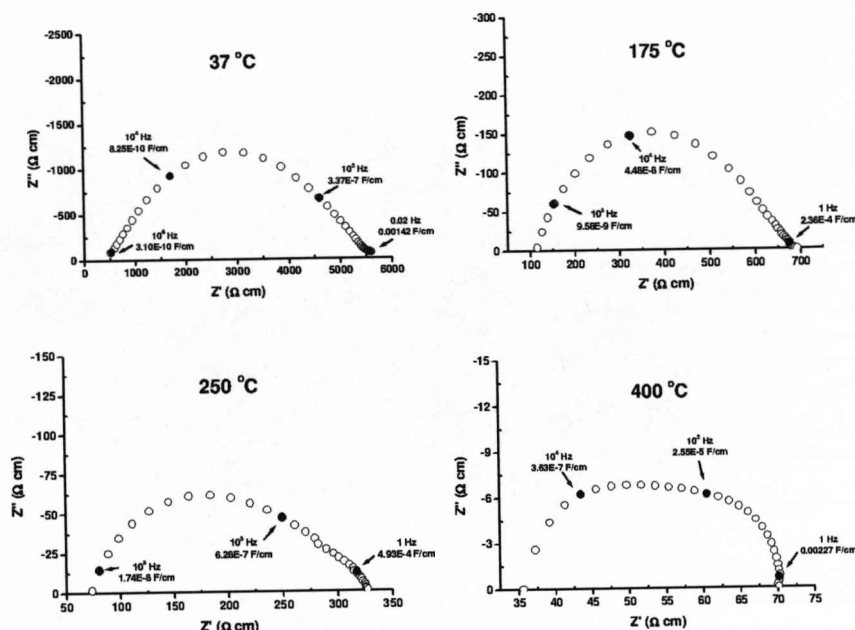 37 °C
Z'' (Ω cm)
-2500
-2000
-1500
-1000
-500
0
10⁴ Hz
8.25E-10 F/cm
10⁶ Hz
3.10E-10 F/cm
10² Hz
3.37E-7 F/cm
0.02 Hz
0.00142 F/cm
0 1000 2000 3000 4000 5000 6000
Z' (Ω cm)
175 °C
Z'' (Ω cm)
-300
-250
-200
-150
-100
-50
0
10⁴ Hz
4.48E-8 F/cm
10⁵ Hz
9.58E-9 F/cm
1 Hz
2.36E-4 F/cm
100 200 300 400 500 600 700
Z' (Ω cm)
250 °C
Z'' (Ω cm)
-150
-125
-100
-75
-50
-25
0
10⁵ Hz
1.74E-8 F/cm
10³ Hz
6.28E-7 F/cm
1 Hz
4.93E-4 F/cm
50 100 150 200 250 300 350
Z' (Ω cm)
400 °C
Z'' (Ω cm)
-15
-12
-9
-6
-3
0
10⁴ Hz
3.63E-7 F/cm
10² Hz
2.55E-5 F/cm
1 Hz
0.00227 F/cm
35 40 45 50 55 60 65 70 75
Z' (Ω cm)